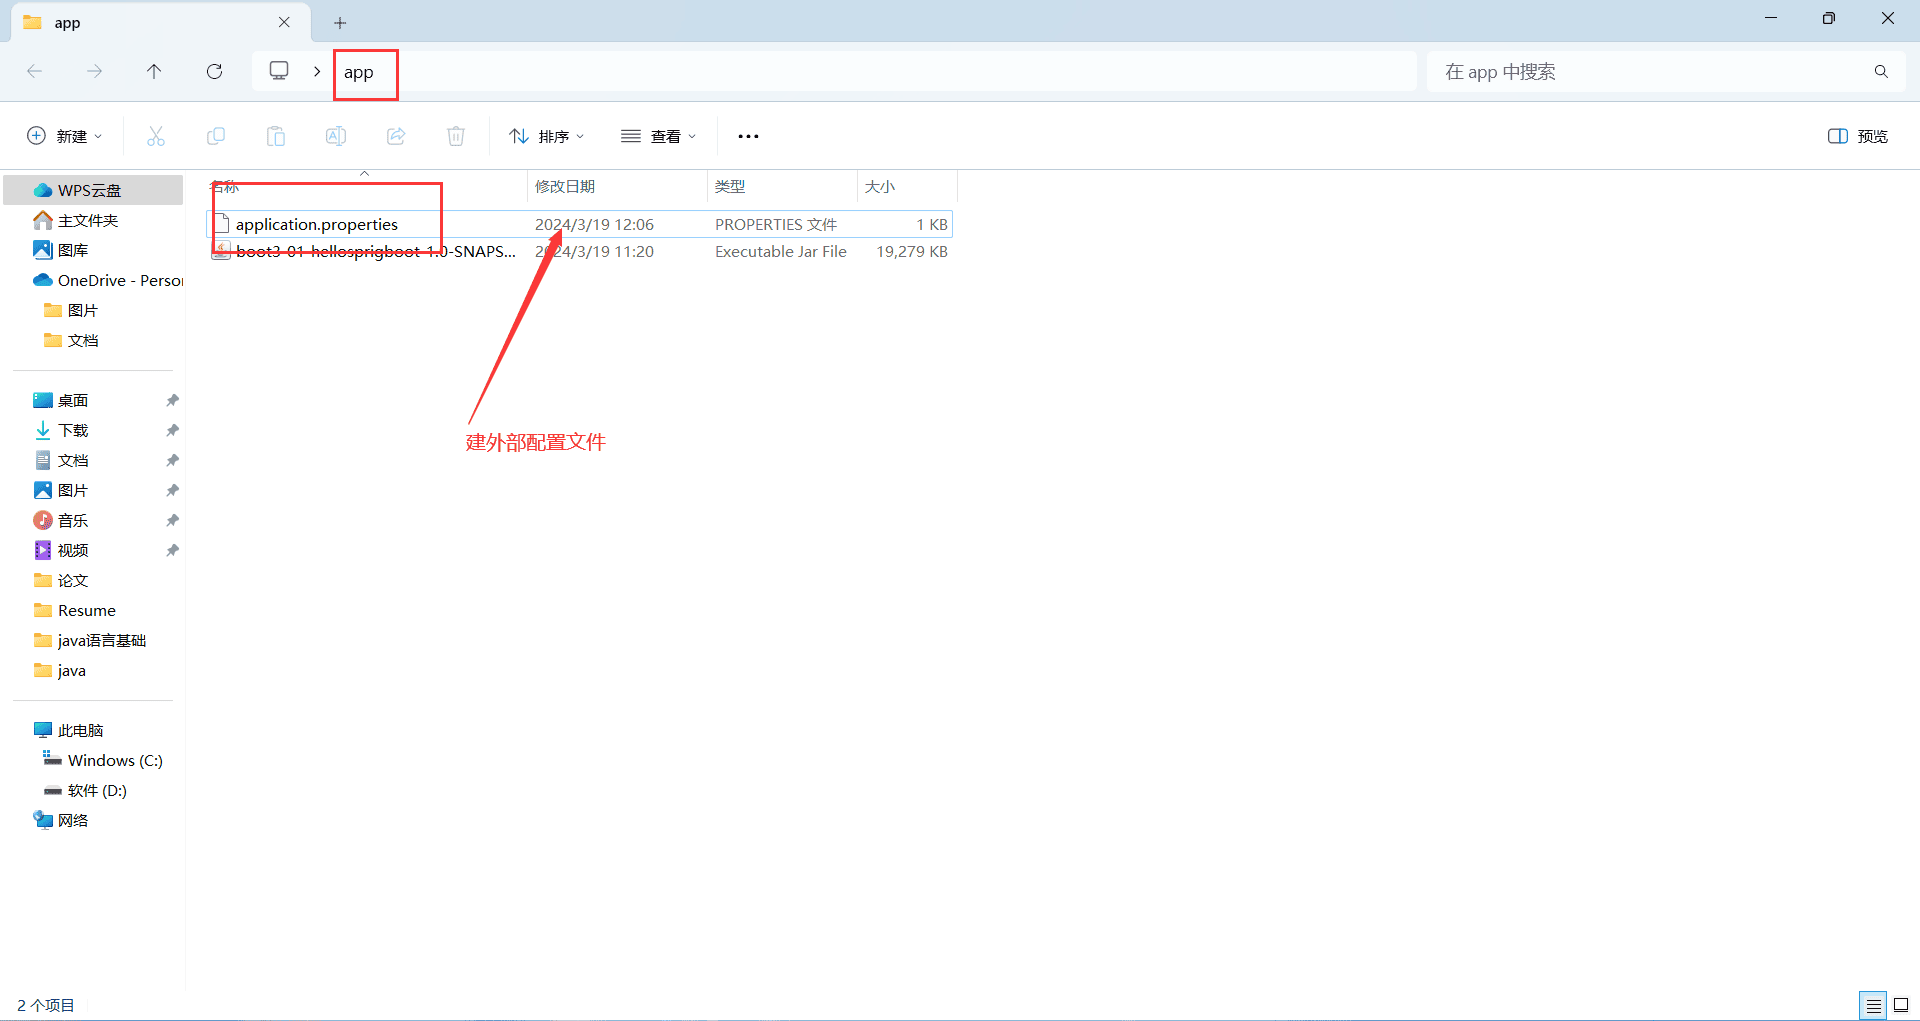 app
app
在 app 中搜索
新建
排序
查看
预览
名称
修改日期
类型
大小
application.properties
2024/3/19 12:06
PROPERTIES 文件
1 KB
boot3-01-hellosprigboot-1.0-SNAPS...
2024/3/19 11:20
Executable Jar File
19,279 KB
建外部配置文件
WPS云盘
主文件夹
图库
OneDrive - Person
图片
文档
桌面
下载
文档
图片
音乐
视频
论文
Resume
java语言基础
java
此电脑
Windows (C:)
软件 (D:)
网络
2 个项目